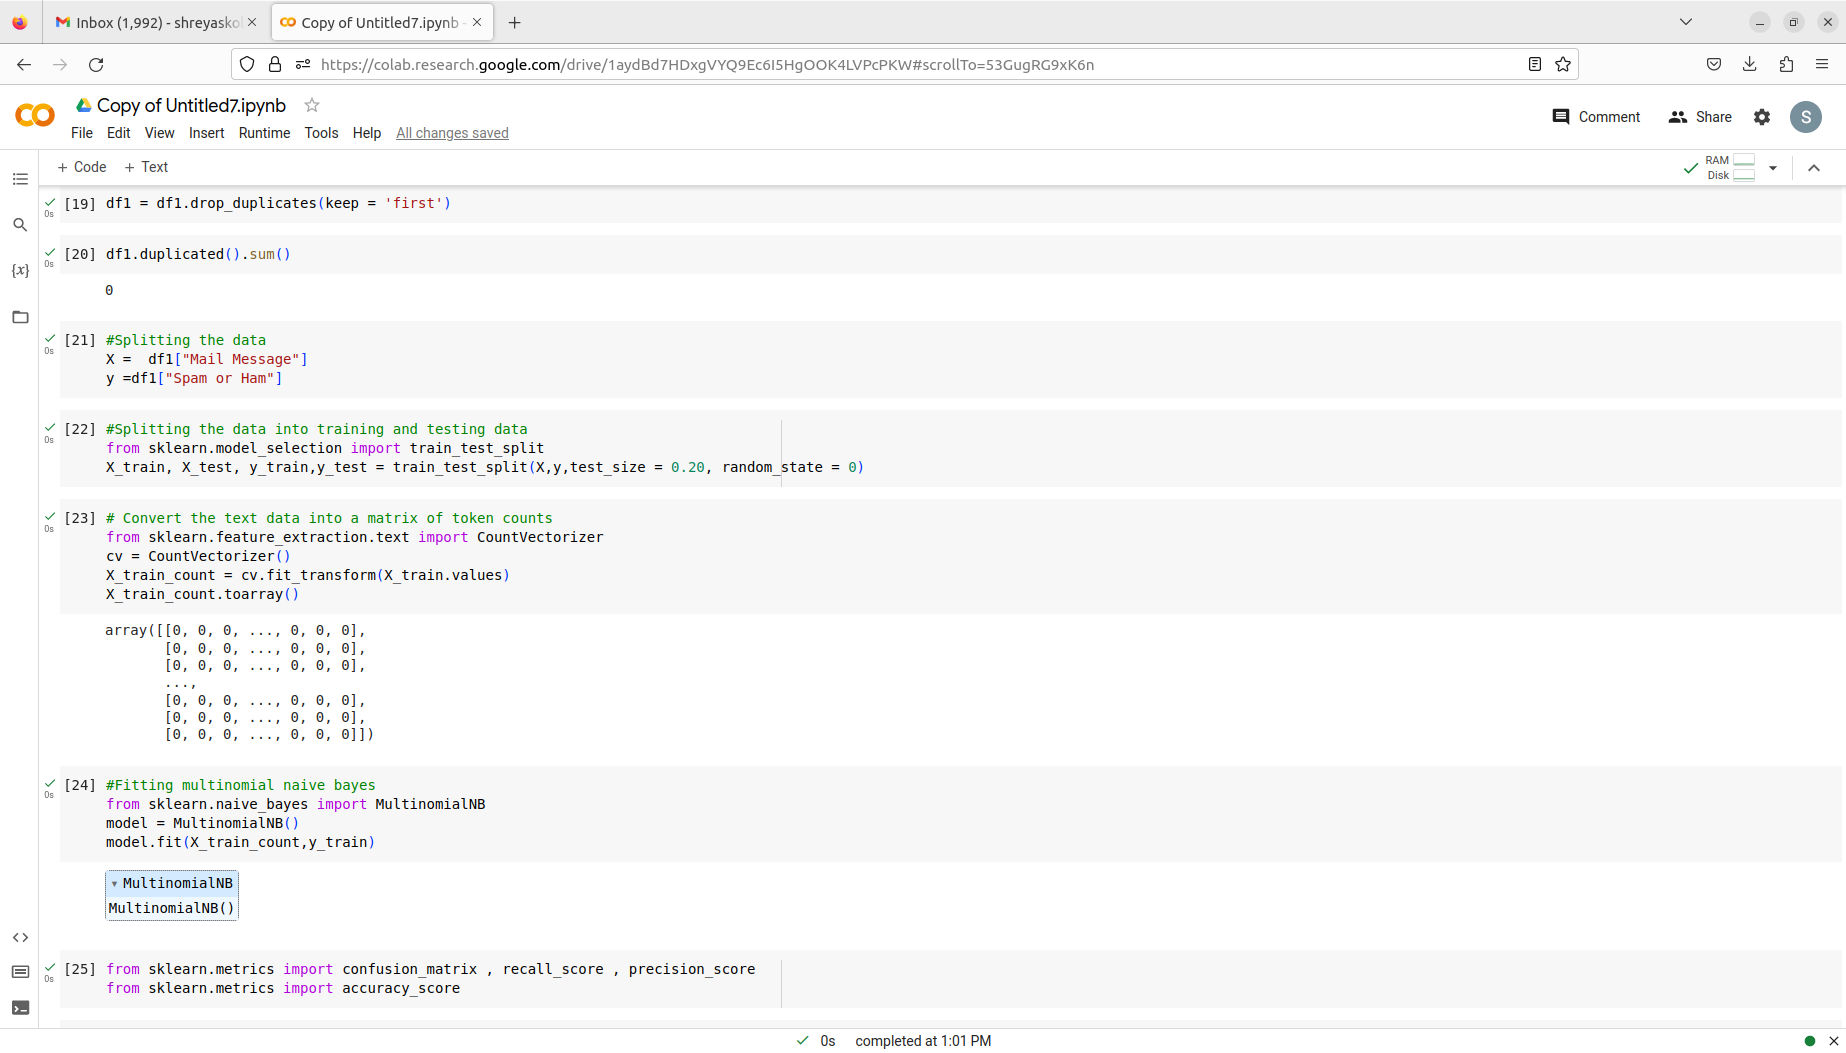 Inbox (1,992) - shreyasko
Copy of Untitled7.ipynb -
https://colab.research.google.com/drive/1aydBd7HDxgVYQ9Ec6I5HgOOK4LVPcPKW#scrollTo=53GugRG9xK6n
Copy of Untitled7.ipynb
Comment
Share
S
File Edit View Insert Runtime Tools Help All changes saved
+ Code + Text
RAM
Disk
[19] df1 = df1.drop_duplicates(keep = 'first')
0s
[20] df1.duplicated().sum()
0s
0
[21] #Splitting the data
0s
X =  df1["Mail Message"]
y =df1["Spam or Ham"]
[22] #Splitting the data into training and testing data
0s
from sklearn.model_selection import train_test_split
X_train, X_test, y_train,y_test = train_test_split(X,y,test_size = 0.20, random_state = 0)
[23] # Convert the text data into a matrix of token counts
0s
from sklearn.feature_extraction.text import CountVectorizer
cv = CountVectorizer()
X_train_count = cv.fit_transform(X_train.values)
X_train_count.toarray()
array([[0, 0, 0, ..., 0, 0, 0],
[0, 0, 0, ..., 0, 0, 0],
[0, 0, 0, ..., 0, 0, 0],
...,
[0, 0, 0, ..., 0, 0, 0],
[0, 0, 0, ..., 0, 0, 0],
[0, 0, 0, ..., 0, 0, 0]])
[24] #Fitting multinomial naive bayes
0s
from sklearn.naive_bayes import MultinomialNB
model = MultinomialNB()
model.fit(X_train_count,y_train)
▾ MultinomialNB
MultinomialNB()
[25] from sklearn.metrics import confusion_matrix , recall_score , precision_score
0s
from sklearn.metrics import accuracy_score
0s completed at 1:01 PM